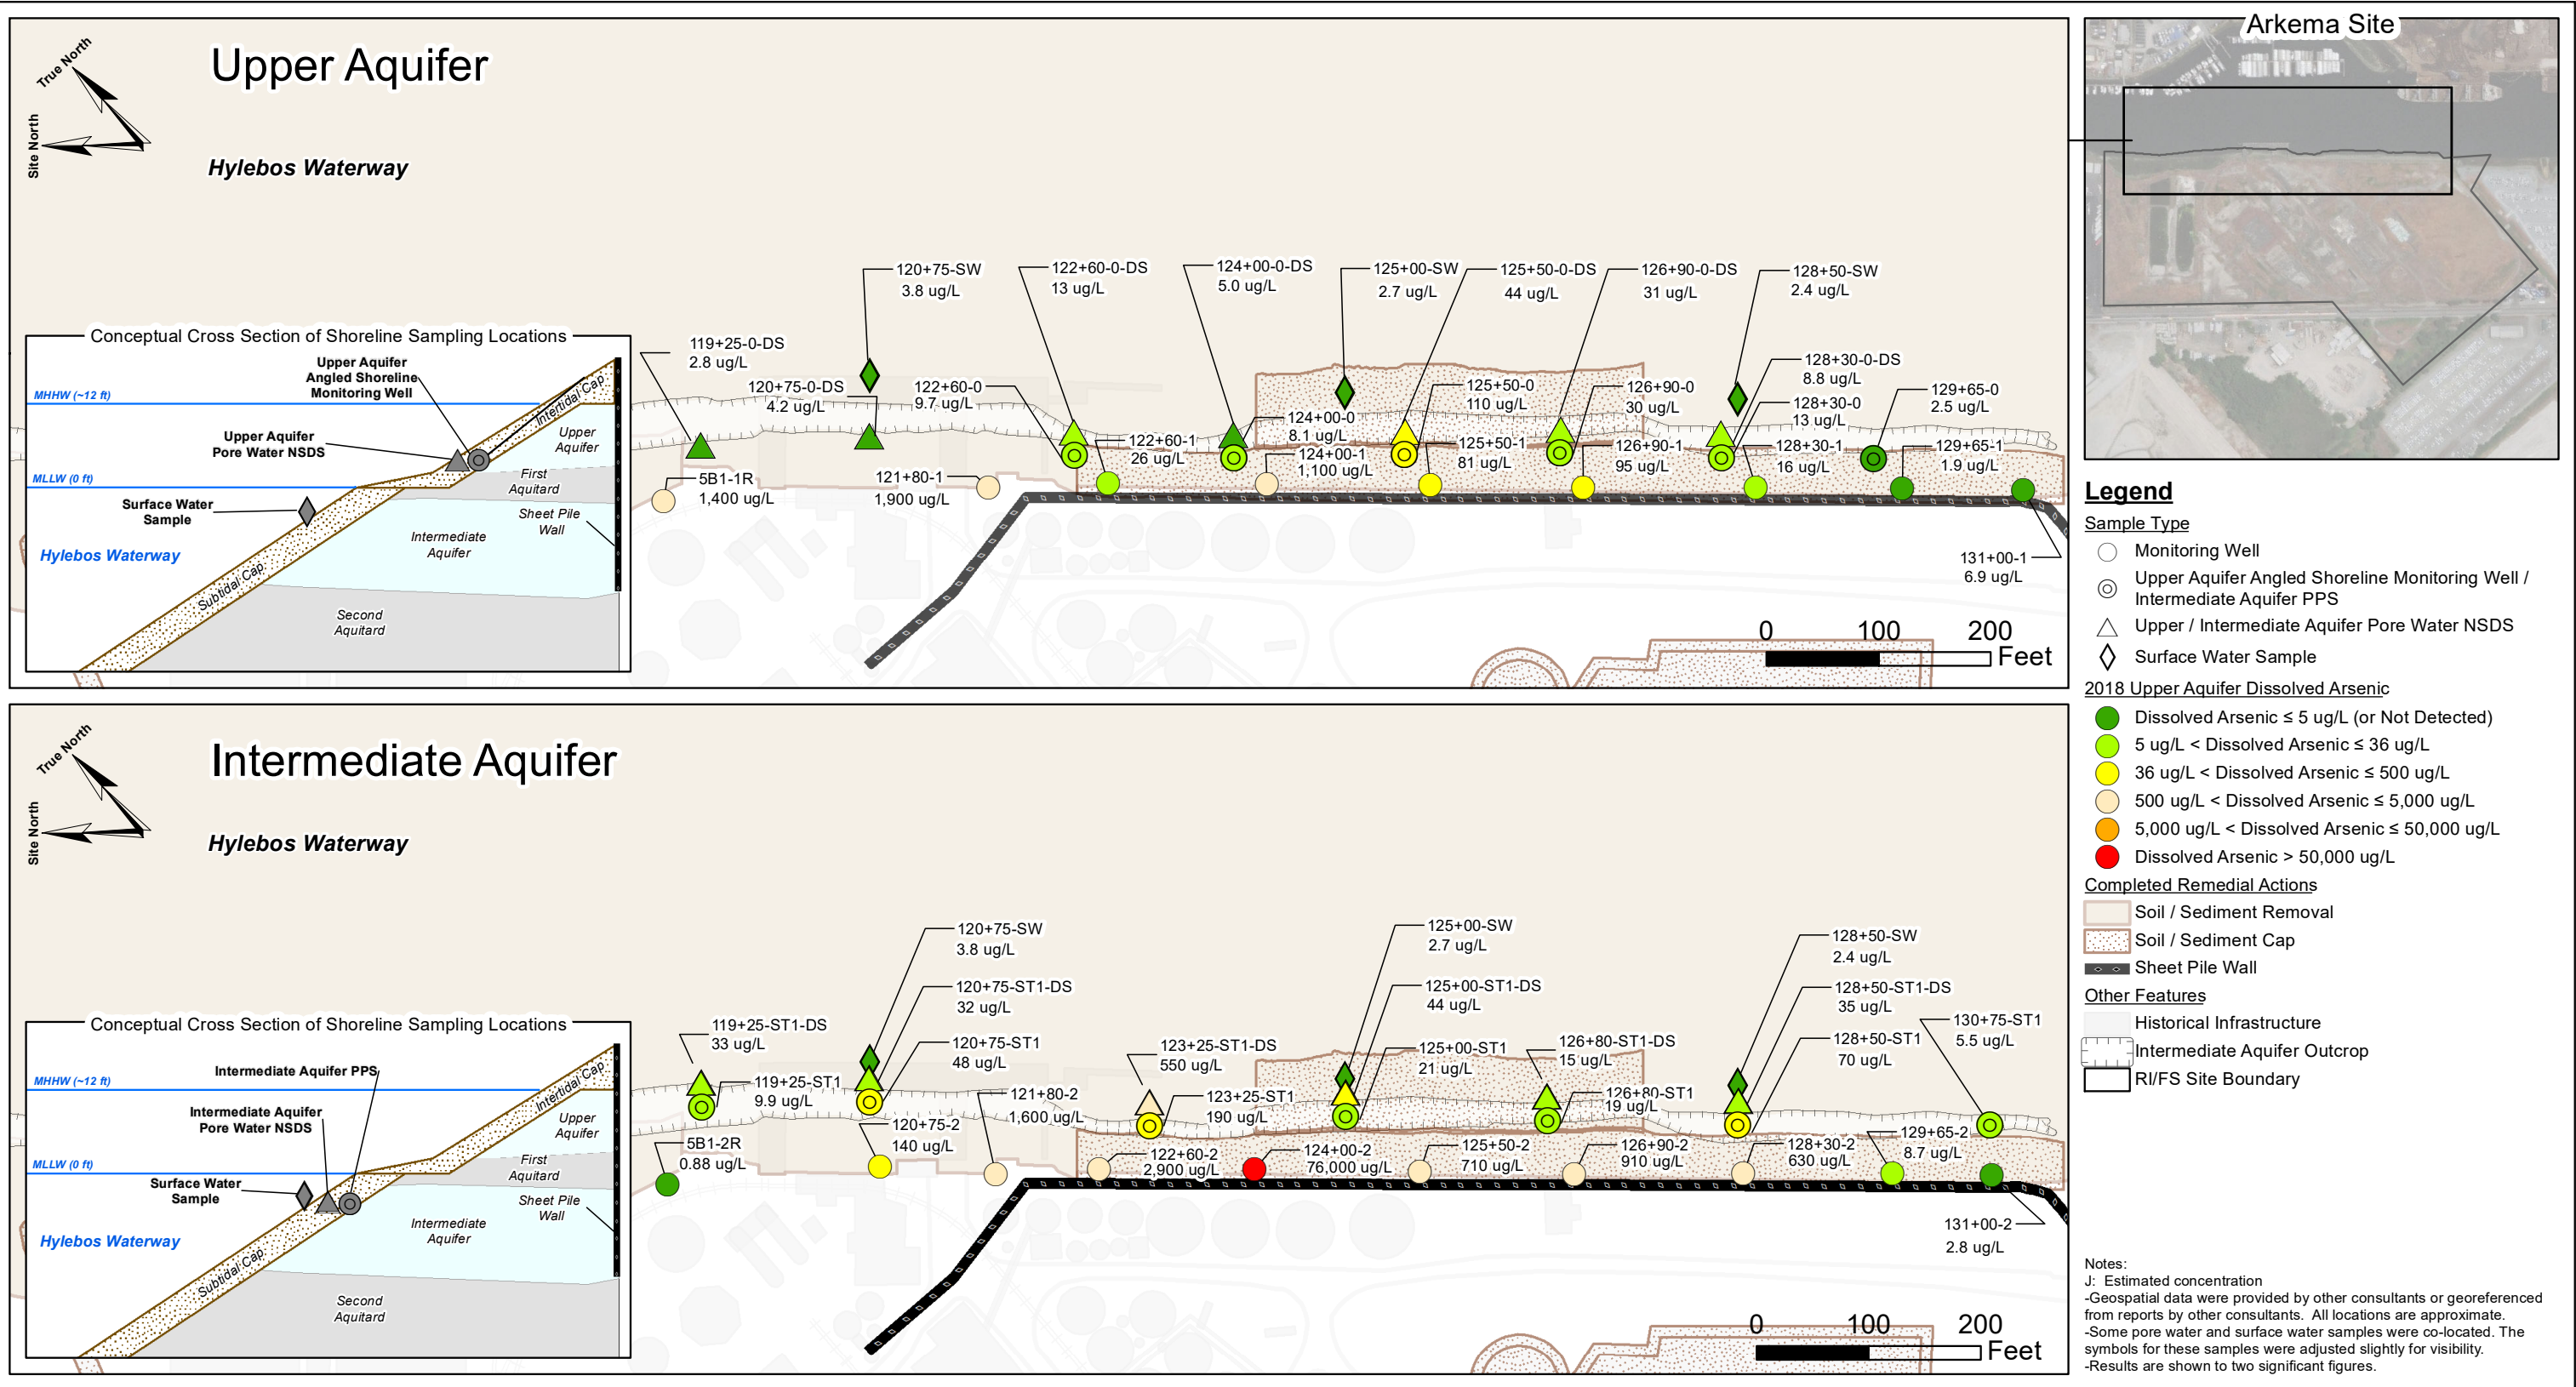 Upper Aquifer
True North
Site North
Hylebos Waterway
120+75-SW
3.8 ug/L
122+60-0-DS
13 ug/L
124+00-0-DS
5.0 ug/L
125+00-SW
2.7 ug/L
125+50-0-DS
44 ug/L
126+90-0-DS
31 ug/L
128+50-SW
2.4 ug/L
119+25-0-DS
2.8 ug/L
120+75-0-DS
4.2 ug/L
122+60-0
9.7 ug/L
122+60-1
26 ug/L
124+00-0
8.1 ug/L
124+00-1
1,100 ug/L
125+50-0
110 ug/L
125+50-1
81 ug/L
126+90-0
30 ug/L
126+90-1
95 ug/L
128+30-0-DS
8.8 ug/L
128+30-0
13 ug/L
128+30-1
16 ug/L
129+65-0
2.5 ug/L
129+65-1
1.9 ug/L
5B1-1R
1,400 ug/L
121+80-1
1,900 ug/L
131+00-1
6.9 ug/L
0 100 200
Feet
Conceptual Cross Section of Shoreline Sampling Locations
Upper Aquifer
Angled Shoreline
Monitoring Well
MHHW (~12 ft)
Intertidal Cap
Upper
Aquifer
Upper Aquifer
Pore Water NSDS
First
Aquitard
MLLW (0 ft)
Surface Water
Sample
Sheet Pile
Wall
Hylebos Waterway
Intermediate
Aquifer
Subtidal Cap
Second
Aquitard
Intermediate Aquifer
True North
Site North
Hylebos Waterway
120+75-SW
3.8 ug/L
125+00-SW
2.7 ug/L
128+50-SW
2.4 ug/L
120+75-ST1-DS
32 ug/L
125+00-ST1-DS
44 ug/L
128+50-ST1-DS
35 ug/L
119+25-ST1-DS
33 ug/L
120+75-ST1
48 ug/L
123+25-ST1-DS
550 ug/L
125+00-ST1
21 ug/L
126+80-ST1-DS
15 ug/L
128+50-ST1
70 ug/L
130+75-ST1
5.5 ug/L
119+25-ST1
9.9 ug/L
121+80-2
1,600 ug/L
123+25-ST1
190 ug/L
126+80-ST1
19 ug/L
120+75-2
140 ug/L
5B1-2R
0.88 ug/L
122+60-2
2,900 ug/L
124+00-2
76,000 ug/L
125+50-2
710 ug/L
126+90-2
910 ug/L
128+30-2
630 ug/L
129+65-2
8.7 ug/L
131+00-2
2.8 ug/L
0 100 200
Feet
Conceptual Cross Section of Shoreline Sampling Locations
Intermediate Aquifer PPS
MHHW (~12 ft)
Intertidal Cap
Intermediate Aquifer
Pore Water NSDS
Upper
Aquifer
First
Aquitard
MLLW (0 ft)
Surface Water
Sample
Sheet Pile
Wall
Hylebos Waterway
Intermediate
Aquifer
Subtidal Cap
Second
Aquitard
Arkema Site
Legend
Sample Type
Monitoring Well
Upper Aquifer Angled Shoreline Monitoring Well /
Intermediate Aquifer PPS
Upper / Intermediate Aquifer Pore Water NSDS
Surface Water Sample
2018 Upper Aquifer Dissolved Arsenic
Dissolved Arsenic ≤ 5 ug/L (or Not Detected)
5 ug/L < Dissolved Arsenic ≤ 36 ug/L
36 ug/L < Dissolved Arsenic ≤ 500 ug/L
500 ug/L < Dissolved Arsenic ≤ 5,000 ug/L
5,000 ug/L < Dissolved Arsenic ≤ 50,000 ug/L
Dissolved Arsenic > 50,000 ug/L
Completed Remedial Actions
Soil / Sediment Removal
Soil / Sediment Cap
Sheet Pile Wall
Other Features
Historical Infrastructure
Intermediate Aquifer Outcrop
RI/FS Site Boundary
Notes:
J: Estimated concentration
-Geospatial data were provided by other consultants or georeferenced
from reports by other consultants. All locations are approximate.
-Some pore water and surface water samples were co-located. The
symbols for these samples were adjusted slightly for visibility.
-Results are shown to two significant figures.